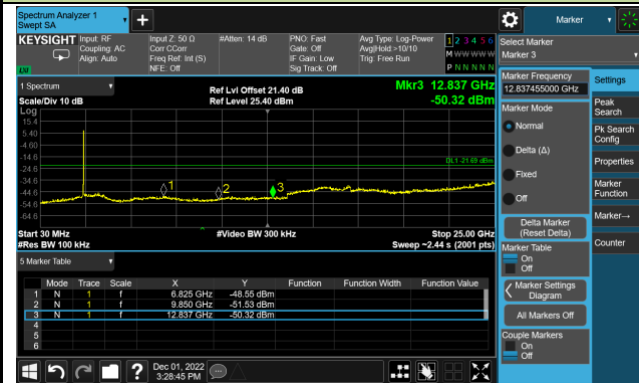 Spectrum Analyzer 1
Swept SA
+
Marker
KEYSIGHT
Input: RF
Coupling: AC
Align: Auto
Input Z: 50 Ω
Corr CCorr
Freq Ref: Int (S)
NFE: Off
#Atten: 14 dB
PNO: Fast
Gate: Off
IF Gain: Low
Sig Track: Off
Avg Type: Log-Power
Avg|Hold:>10/10
Trig: Free Run
1 2 3 4 5 6
M W W W W W
P N N N N N
Select Marker
Marker 3
1 Spectrum
Scale/Div 10 dB
Log
Ref Lvl Offset 21.40 dB
Ref Level 25.40 dBm
Mkr3 12.837 GHz
-50.32 dBm
15.4
5.40
-4.60
-14.6
-24.6
-34.6
-44.6
-54.6
-64.6
DL1 -21.69 dBm
1
2
3
Start 30 MHz
#Res BW 100 kHz
#Video BW 300 kHz
Stop 25.00 GHz
Sweep ~2.44 s (2001 pts)
5 Marker Table
Mode Trace Scale X Y Function Function Width Function Value
1 N 1 f 6.825 GHz -48.55 dBm
2 N 1 f 9.850 GHz -51.53 dBm
3 N 1 f 12.837 GHz -50.32 dBm
4
5
6
Marker Frequency
12.837455000 GHz
Marker Mode
Normal
Delta (Δ)
Fixed
Off
Delta Marker
(Reset Delta)
Marker Table
On
Off
Marker Settings
Diagram
All Markers Off
Couple Markers
On
Off
Settings
Peak
Search
Pk Search
Config
Properties
Marker
Function
Marker→
Counter
?
Dec 01, 2022
3:28:45 PM